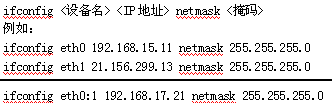 ifconfig <设备名> <IP地址> netmask <掩码>
例如：
ifconfig eth0 192.168.15.11 netmask 255.255.255.0
ifconfig eth1 21.156.299.13 netmask 255.255.255.0
ifconfig eth0:1 192.168.17.21 netmask 255.255.255.0